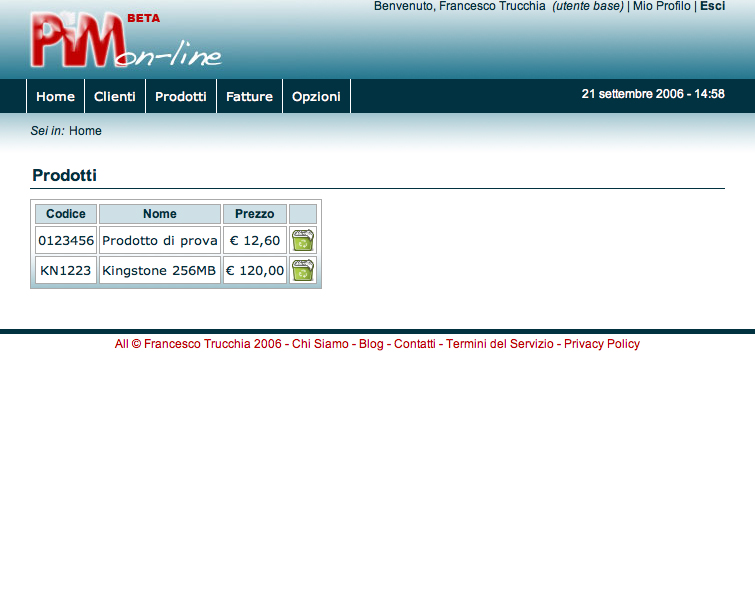 Benvenuto, Francesco Trucchia (utente base) | Mio Profilo | Esci
PiM BETA
on-line
Home Clienti Prodotti Fatture Opzioni 21 settembre 2006 - 14:58
Sei in: Home
Prodotti
Codice Nome Prezzo
0123456 Prodotto di prova € 12,60
KN1223 Kingstone 256MB € 120,00
All © Francesco Trucchia 2006 - Chi Siamo - Blog - Contatti - Termini del Servizio - Privacy Policy